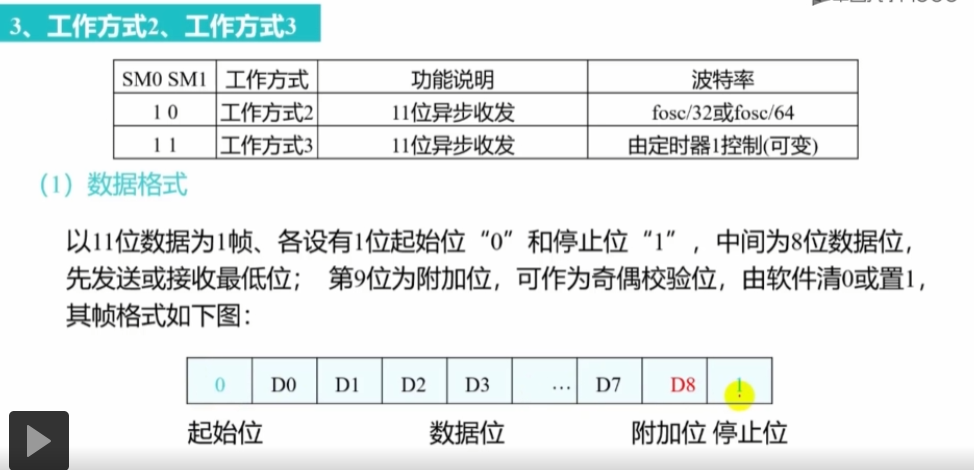 3、工作方式2、工作方式3
SM0 SM1 工作方式 功能说明 波特率
1 0 工作方式2 11位异步收发 fosc/32或fosc/64
1 1 工作方式3 11位异步收发 由定时器1控制(可变)
（1）数据格式
以11位数据为1帧、各设有1位起始位“0”和停止位“1”，中间为8位数据位，
先发送或接收最低位； 第9位为附加位，可作为奇偶校验位，由软件清0或置1，
其帧格式如下图：
0 D0 D1 D2 D3 … D7 D8 1
起始位 数据位 附加位 停止位